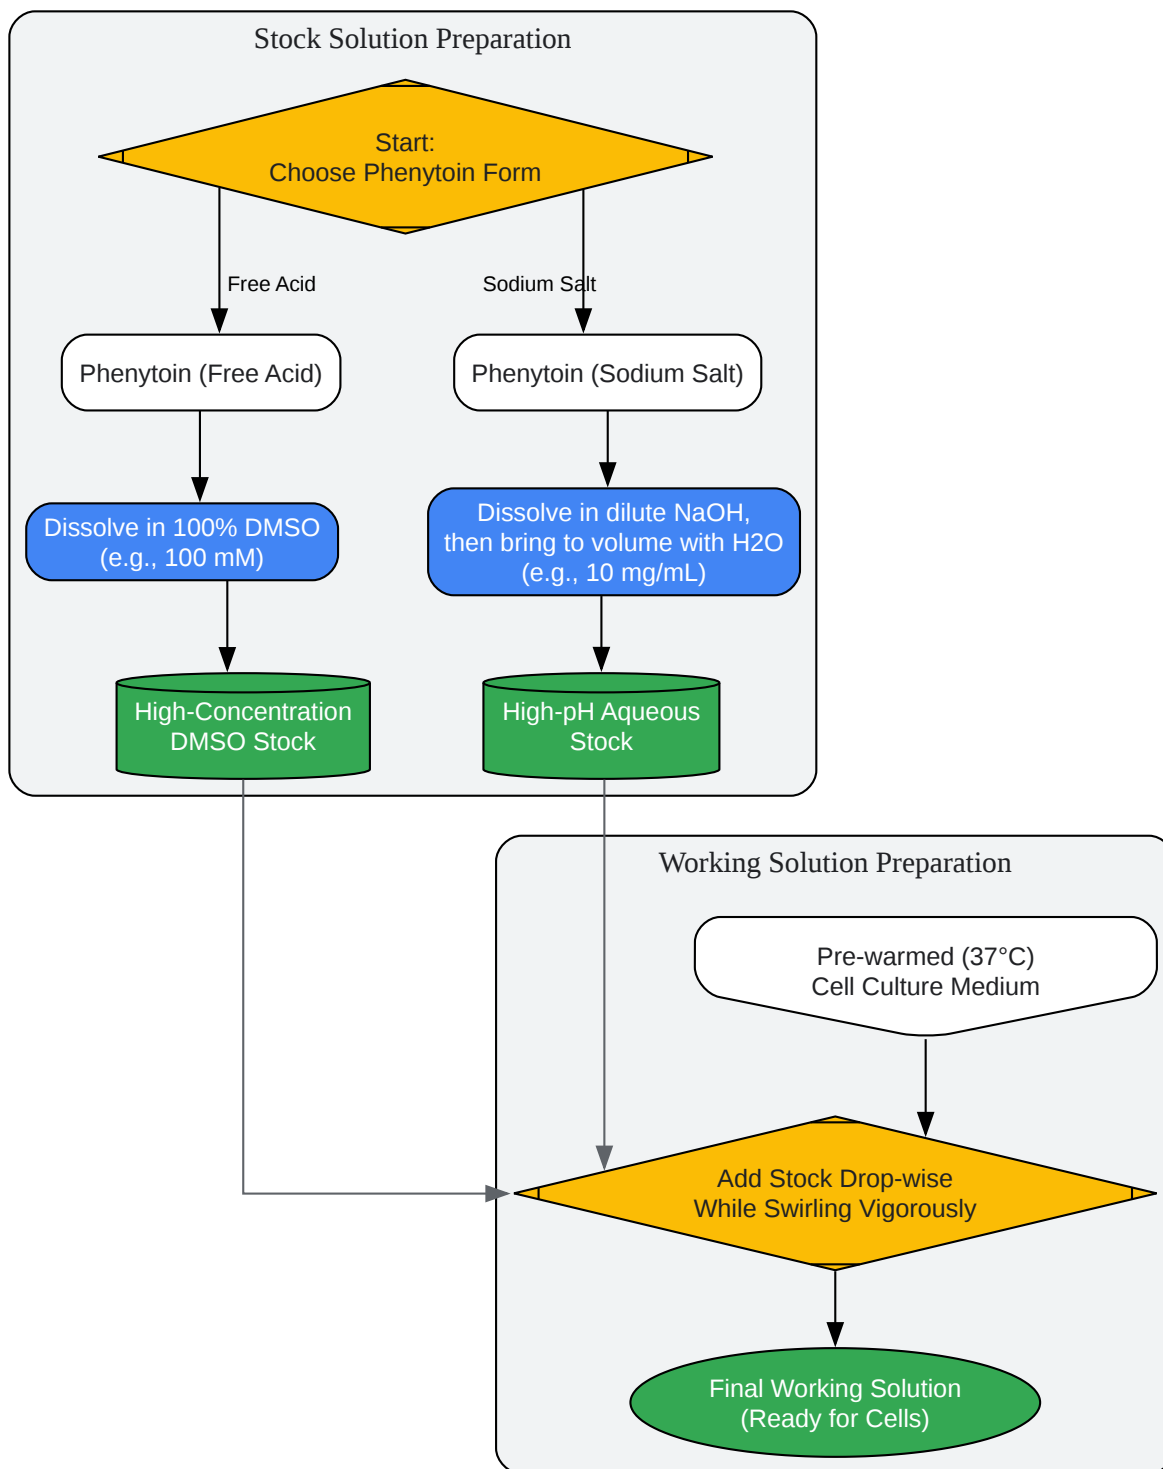 Stock Solution Preparation
Start:
Choose Phenytoin Form
Free Acid
Sodium Salt
Phenytoin (Free Acid)
Phenytoin (Sodium Salt)
Dissolve in 100% DMSO
(e.g., 100 mM)
Dissolve in dilute NaOH,
then bring to volume with H2O
(e.g., 10 mg/mL)
High-Concentration
DMSO Stock
High-pH Aqueous
Stock
Working Solution Preparation
Pre-warmed (37°C)
Cell Culture Medium
Add Stock Drop-wise
While Swirling Vigorously
Final Working Solution
(Ready for Cells)